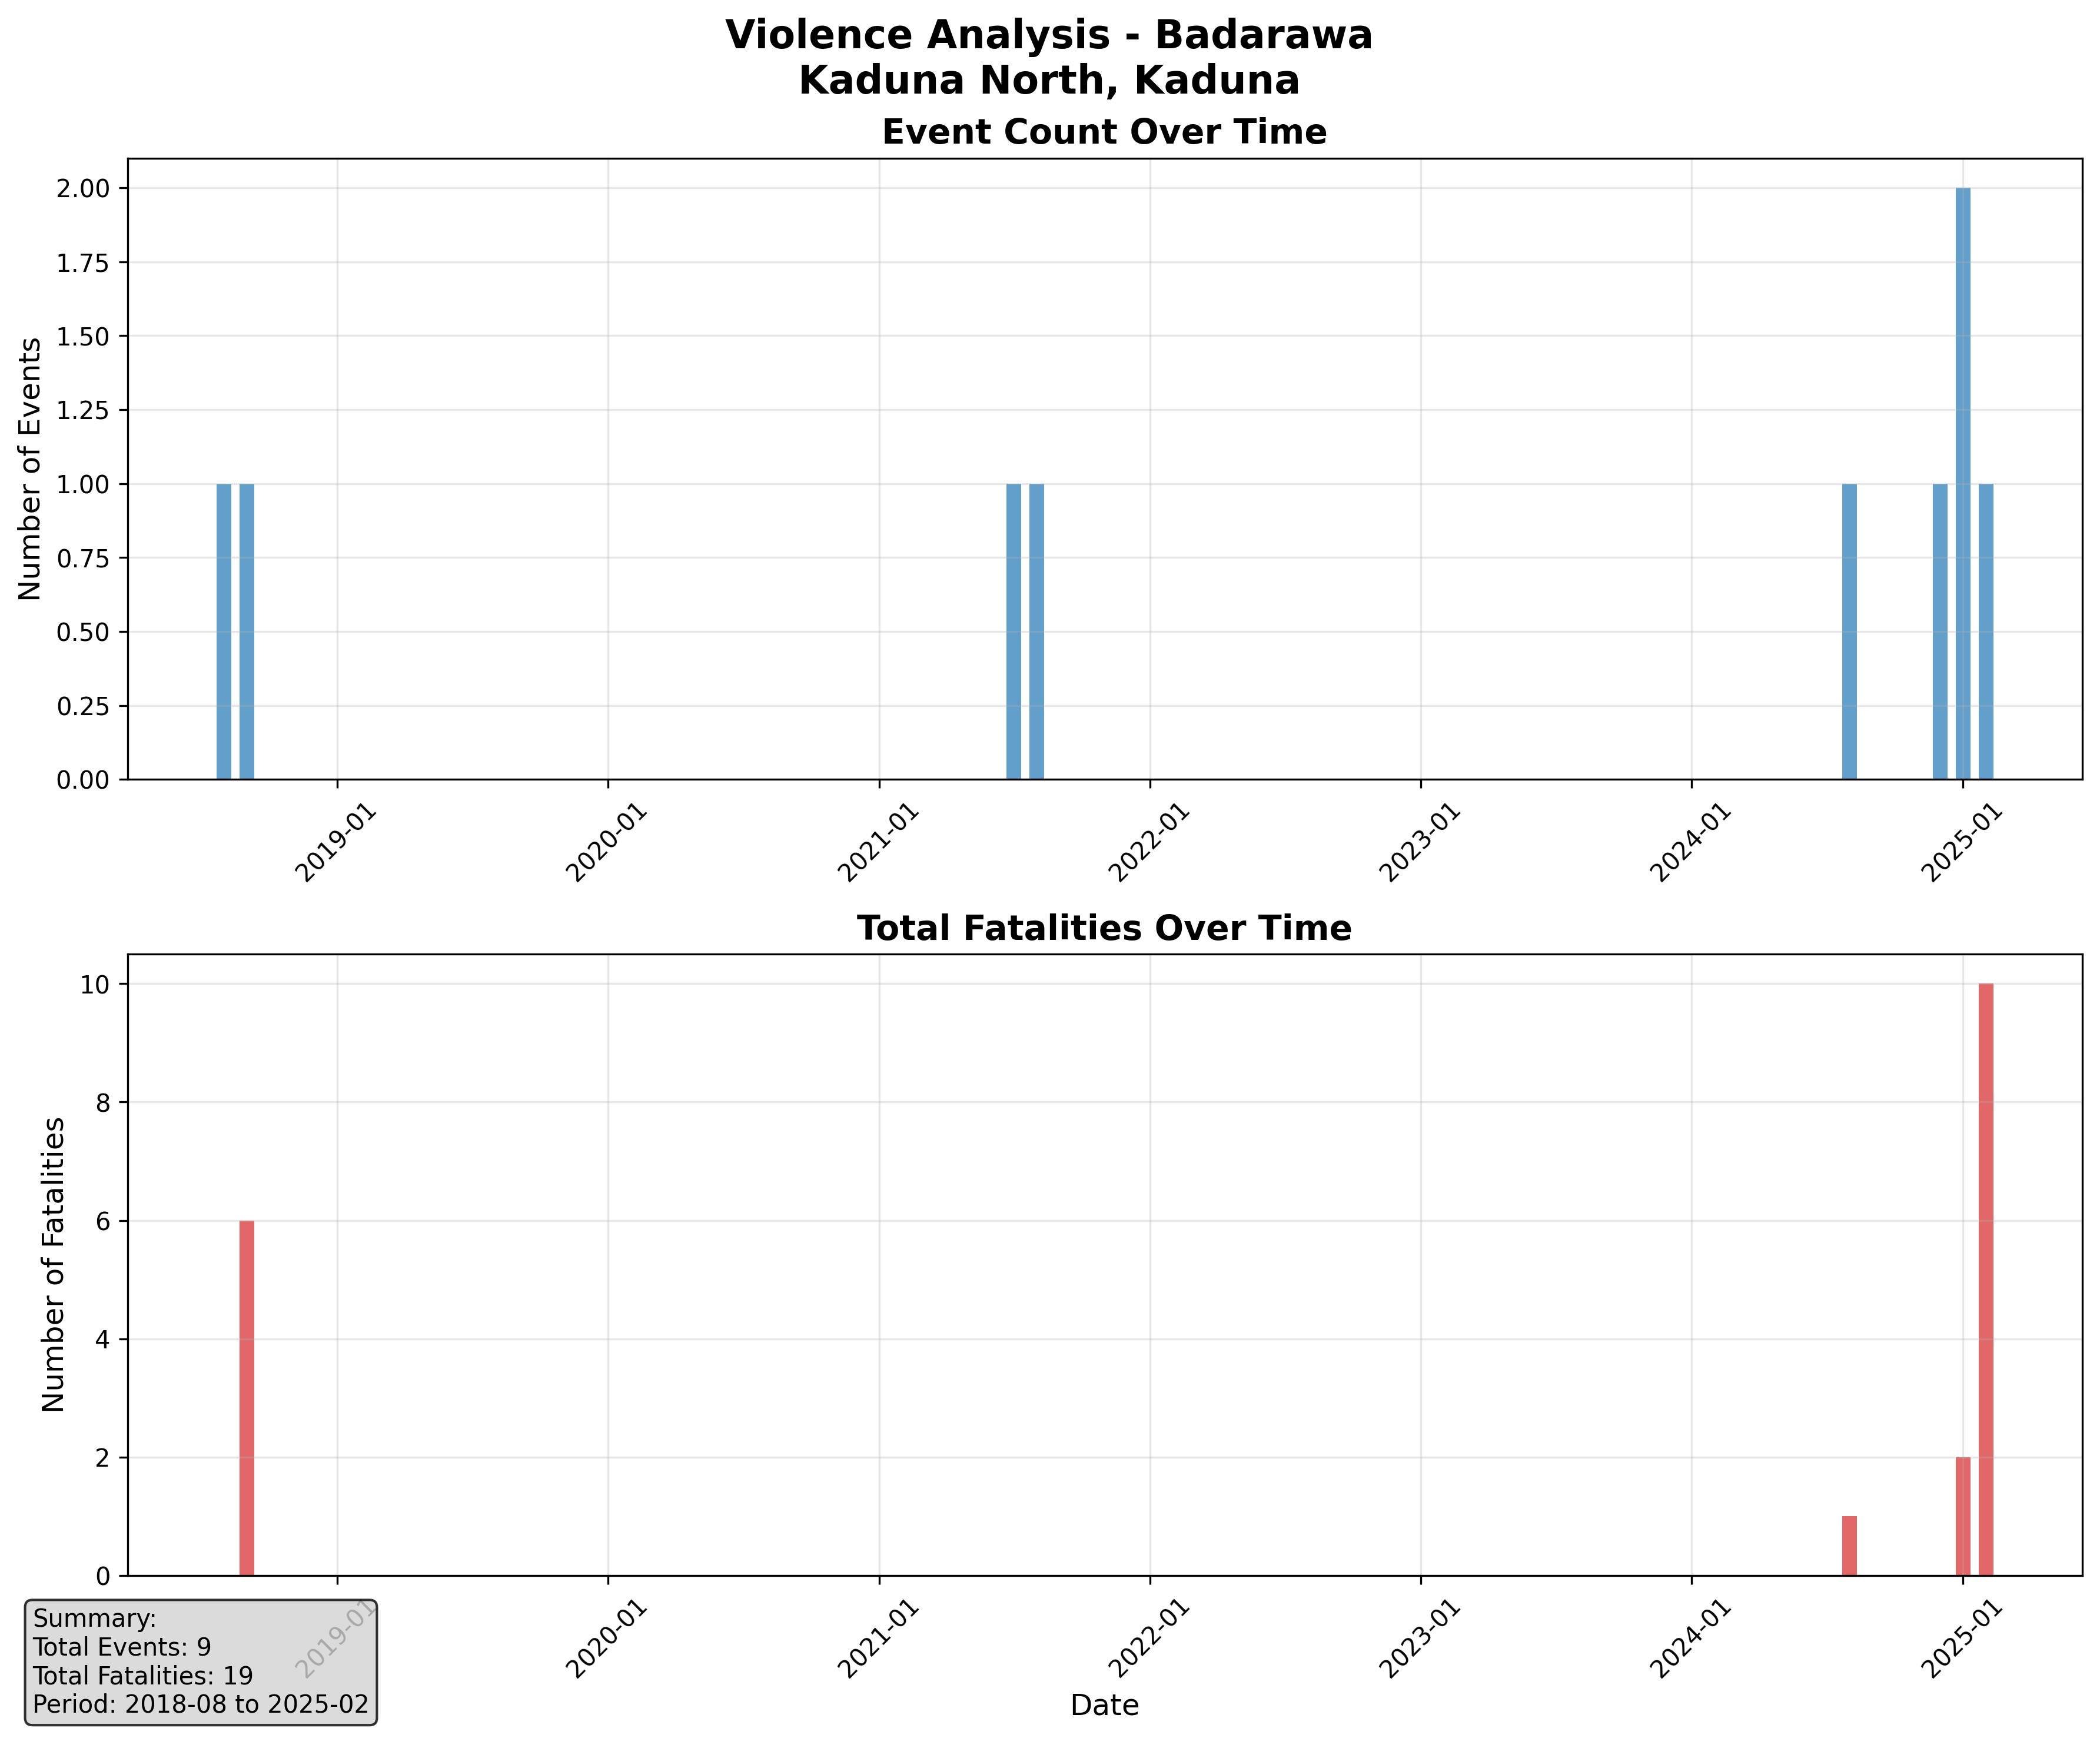 Violence Analysis - Badarawa
Kaduna North, Kaduna
Event Count Over Time
Number of Events
2.00
1.75
1.50
1.25
1.00
0.75
0.50
0.25
0.00
2019-01
2020-01
2021-01
2022-01
2023-01
2024-01
2025-01
Total Fatalities Over Time
Number of Fatalities
10
8
6
4
2
0
2019-01
2020-01
2021-01
2022-01
2023-01
2024-01
2025-01
Date
Summary:
Total Events: 9
Total Fatalities: 19
Period: 2018-08 to 2025-02